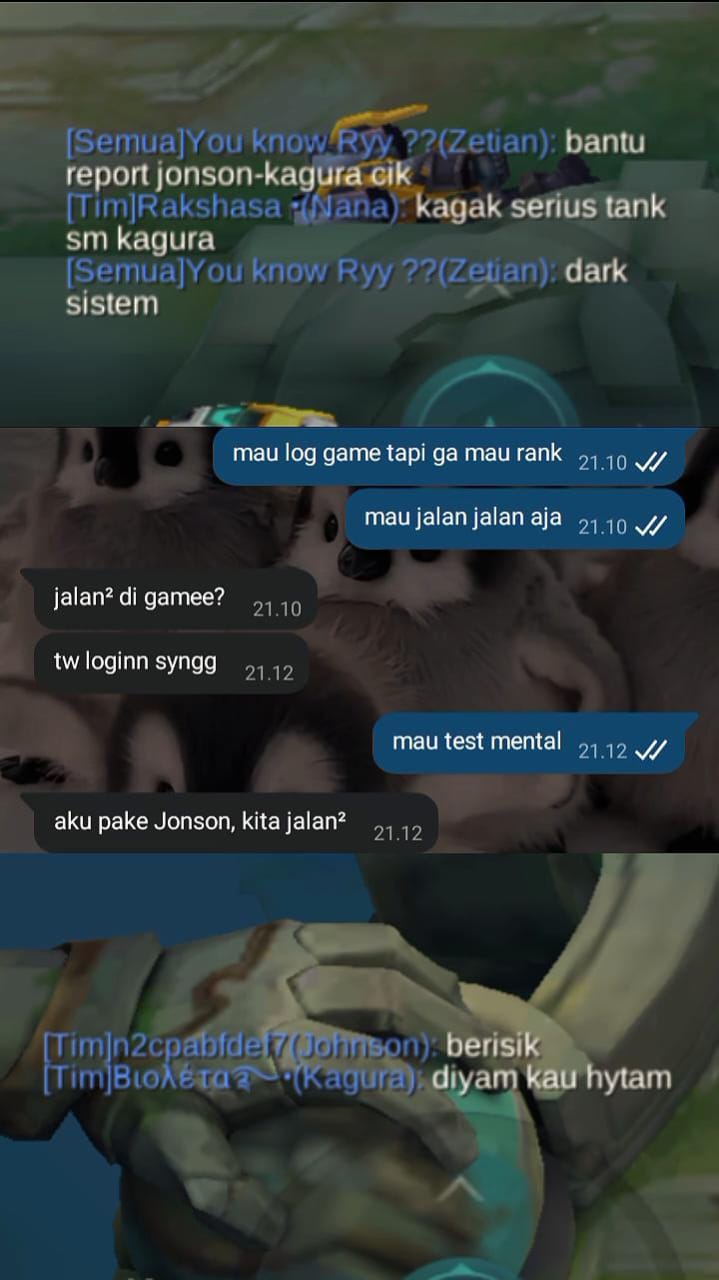 [Semua]You know Ryy ??(Zetian): bantu
report jonson-kagura cik
[Tim]Rakshasa •(Nana): kagak serius tank
sm kagura
[Semua]You know Ryy ??(Zetian): dark
sistem
mau log game tapi ga mau rank 21.10
mau jalan jalan aja 21.10
jalan² di gamee? 21.10
tw loginn syngg 21.12
mau test mental 21.12
aku pake Jonson, kita jalan² 21.12
[Tim]n2cpabfdef7(Johnson): berisik
[Tim]Βιολέτα࿐•(Kagura): diyam kau hytam